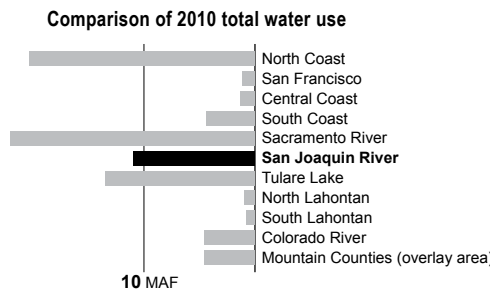 Comparison of 2010 total water use
North Coast
San Francisco
Central Coast
South Coast
Sacramento River
San Joaquin River
Tulare Lake
North Lahontan
South Lahontan
Colorado River
Mountain Counties (overlay area)
10 MAF